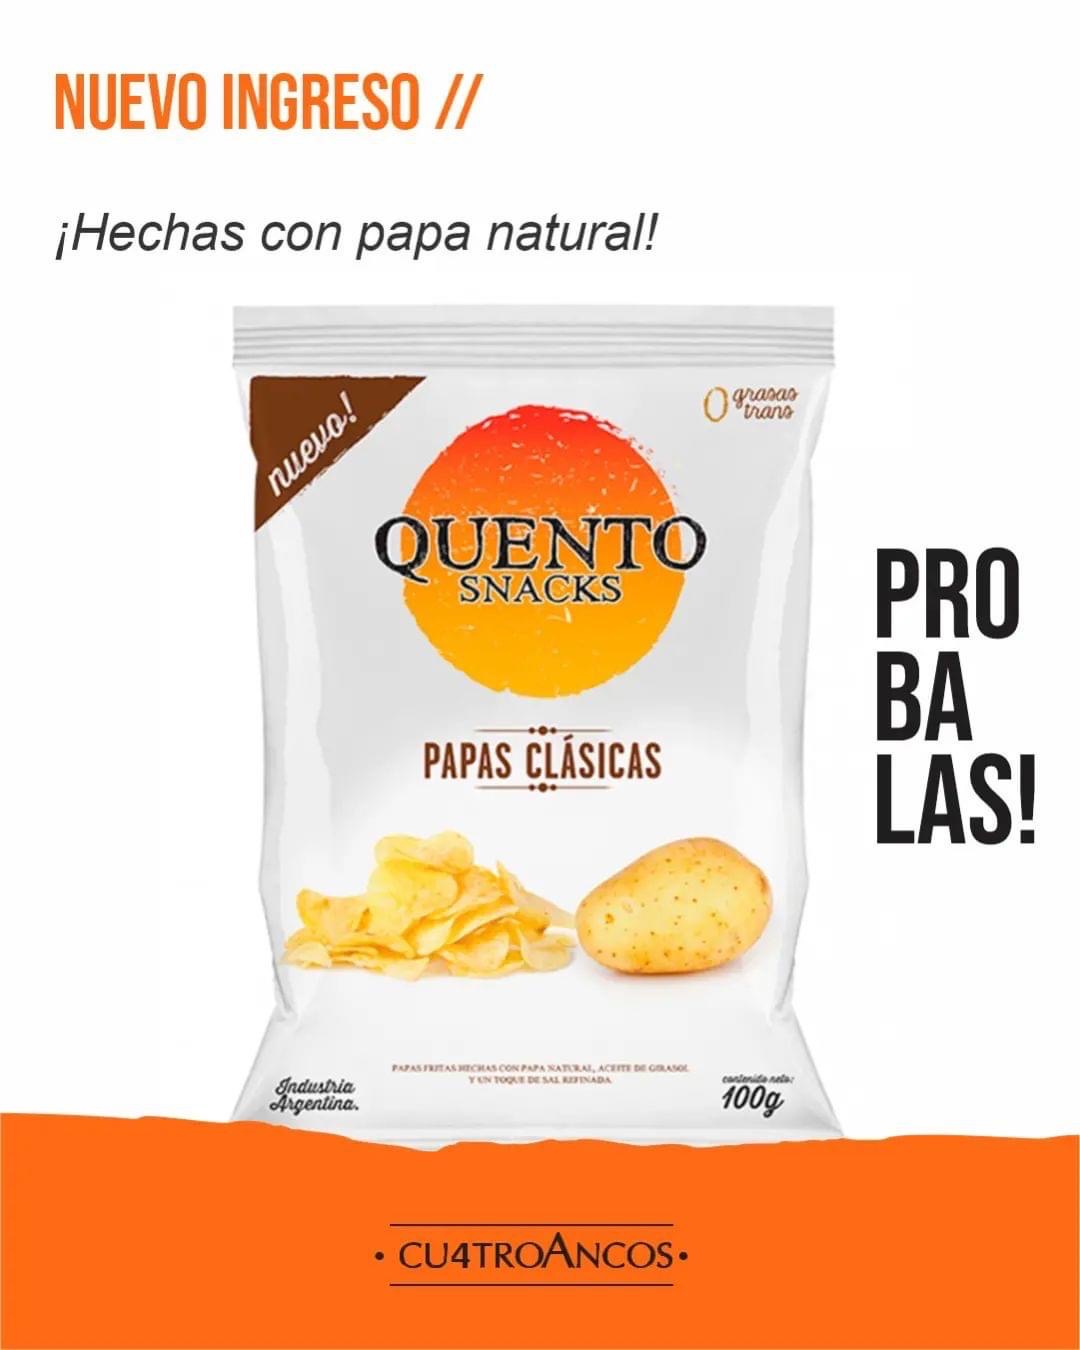 NUEVO INGRESO //
¡Hechas con papa natural!
nuevo!
0 grasas
trans
QUENTO
SNACKS
PAPAS CLÁSICAS
PRO
BA
LAS!
PAPAS FRITAS HECHAS CON PAPA NATURAL, ACEITE DE GIRASOL
Y UN TOQUE DE SAL REFINADA
Industria
Argentina.
contenido neto:
100g
• CU4TROANCOS •